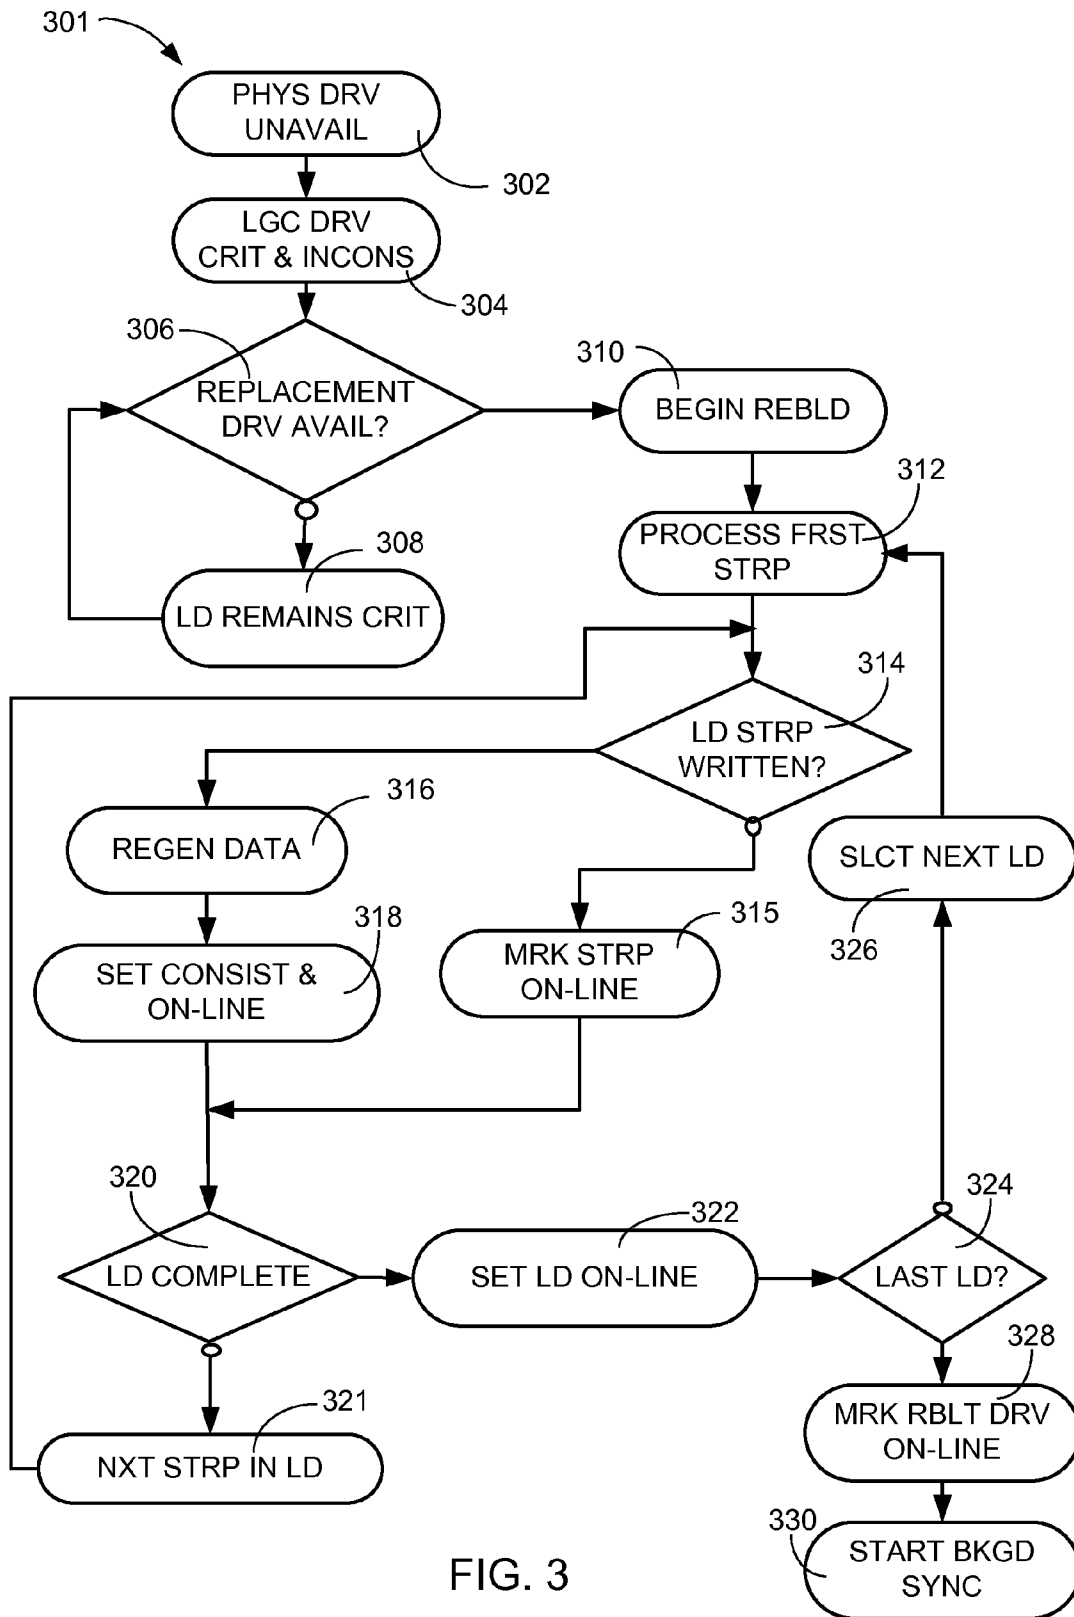 301
PHYS DRV
UNAVAIL
302
LGC DRV
CRIT & INCONS
304
306
REPLACEMENT
DRV AVAIL?
308
LD REMAINS CRIT
310
BEGIN REBLD
312
PROCESS FRST
STRP
314
LD STRP
WRITTEN?
316
REGEN DATA
318
SET CONSIST &
ON-LINE
315
MRK STRP
ON-LINE
SLCT NEXT LD
326
320
LD COMPLETE
321
NXT STRP IN LD
322
SET LD ON-LINE
324
LAST LD?
328
MRK RBLT DRV
ON-LINE
330
START BKGD
SYNC
FIG. 3